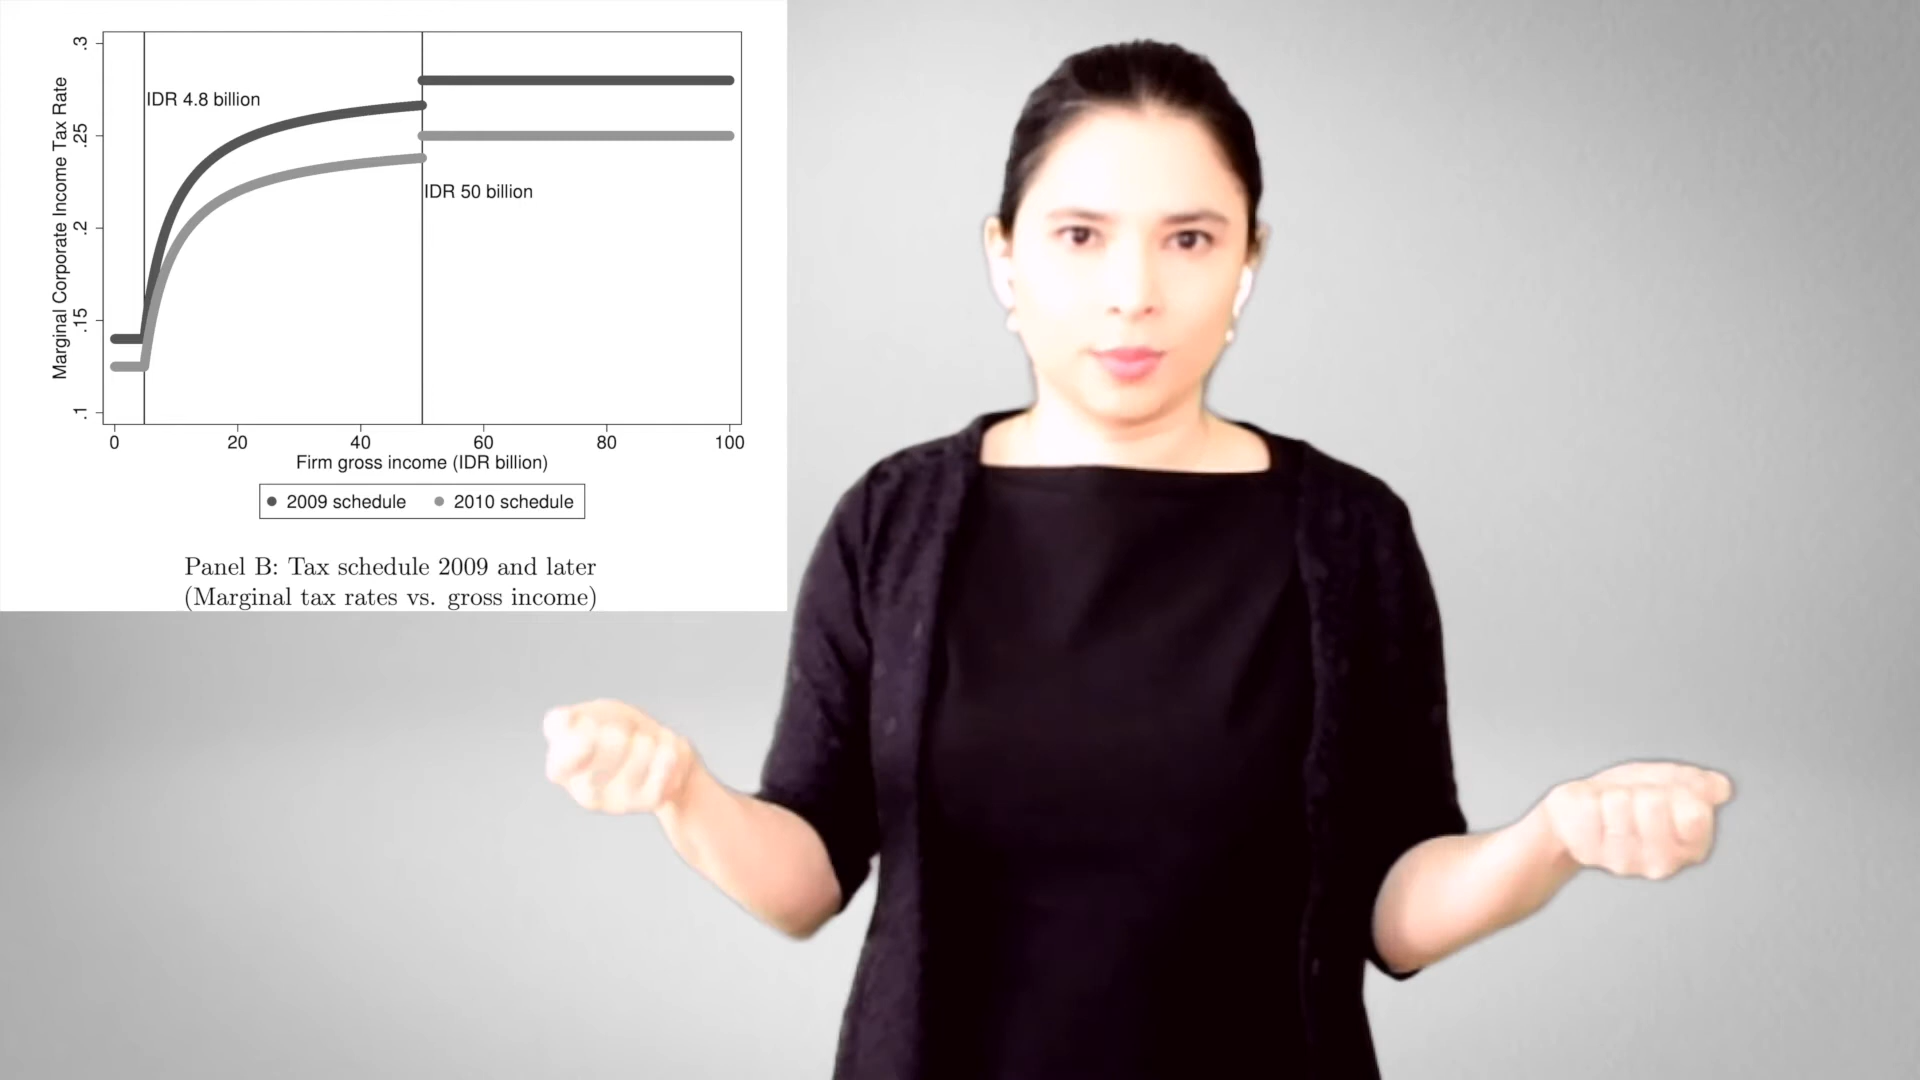 .3
.25
.2
.15
.1
Marginal Corporate Income Tax Rate
IDR 4.8 billion
IDR 50 billion
0 20 40 60 80 100
Firm gross income (IDR billion)
2009 schedule 2010 schedule
Panel B: Tax schedule 2009 and later
(Marginal tax rates vs. gross income)